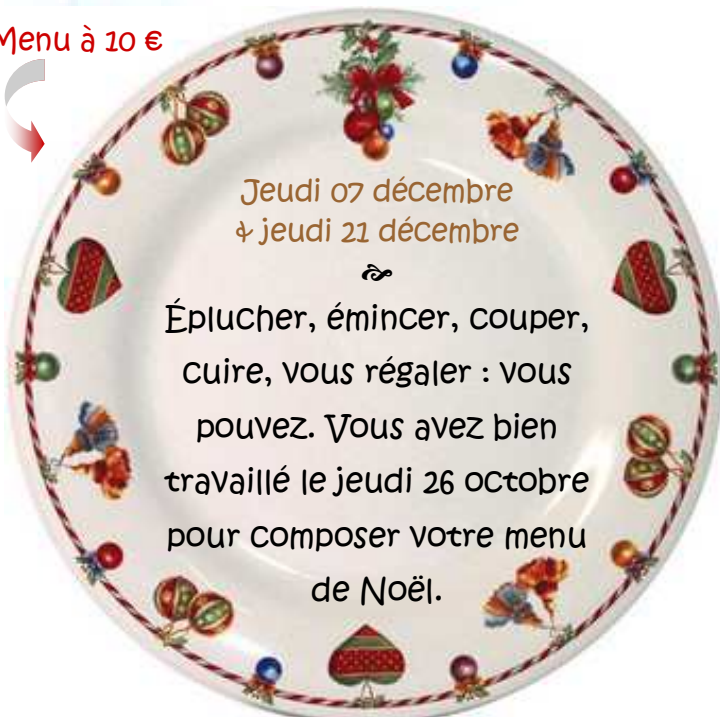 Menu à 10 €
Jeudi 07 décembre
& jeudi 21 décembre
Éplucher, émincer, couper,
cuire, vous régaler : vous
pouvez. Vous avez bien
travaillé le jeudi 26 octobre
pour composer votre menu
de Noël.